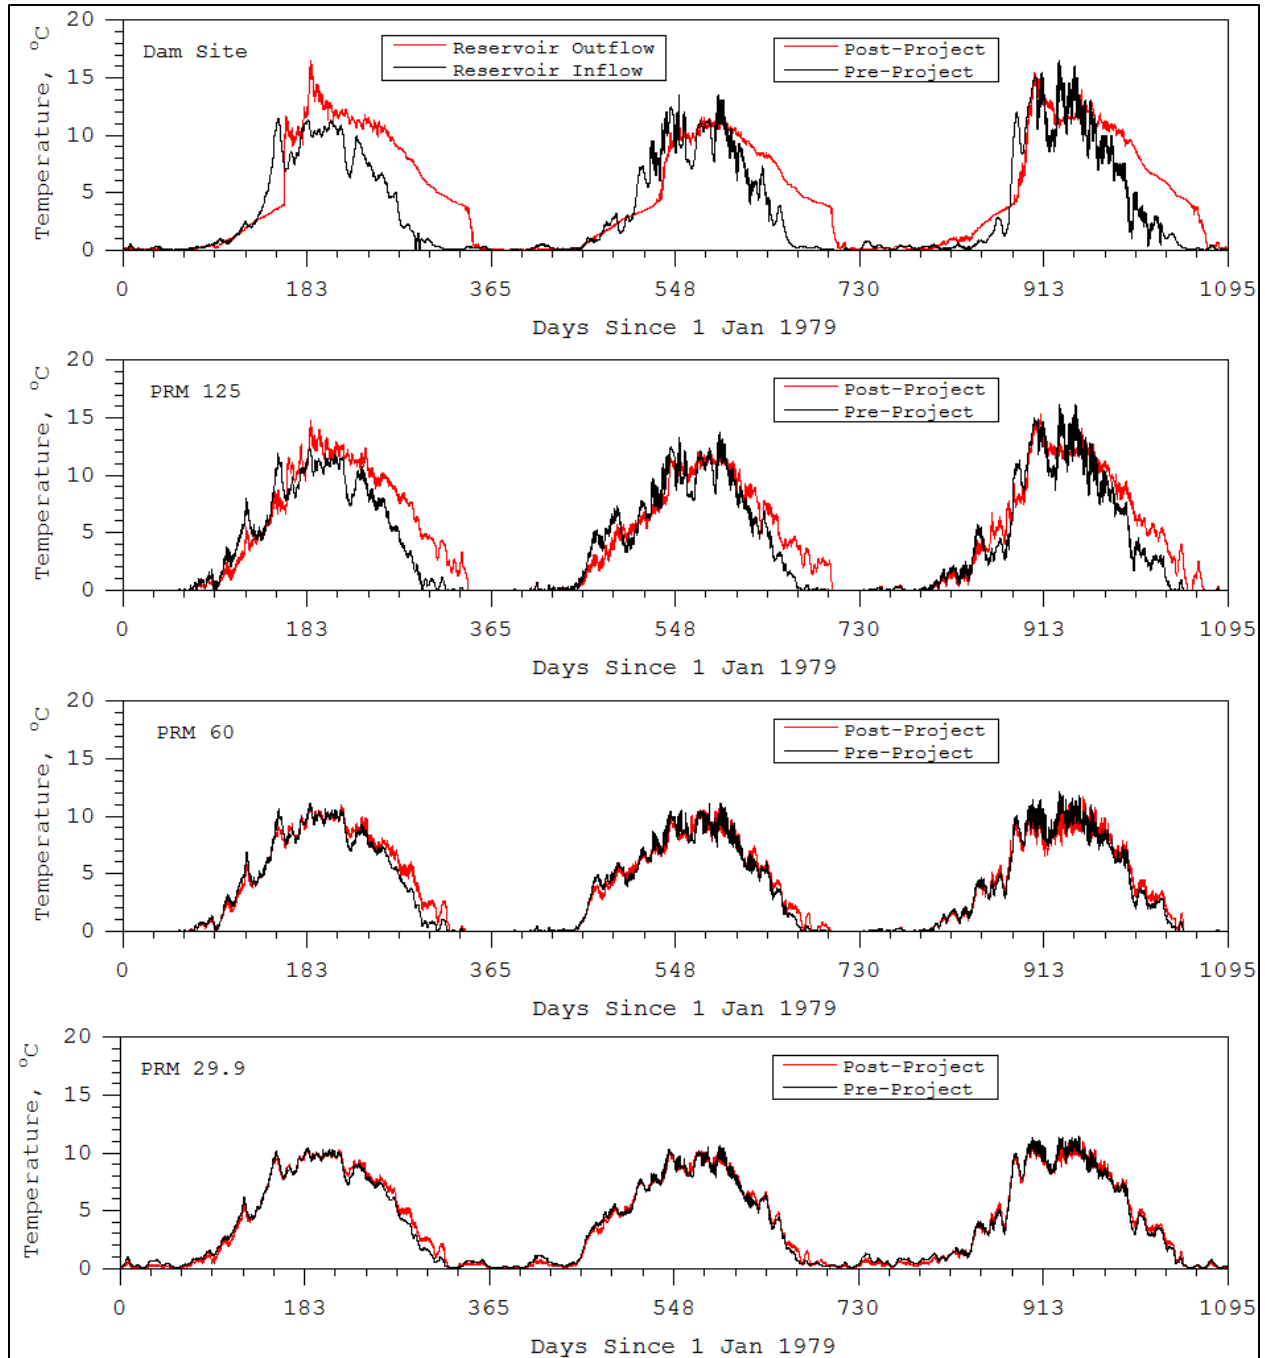 20
15
10
5
0
Temperature, ºC
Dam Site
Reservoir Outflow
Reservoir Inflow
Post-Project
Pre-Project
0 183 365 548 730 913 1095
Days Since 1 Jan 1979
20
15
10
5
0
Temperature, ºC
PRM 125
Post-Project
Pre-Project
0 183 365 548 730 913 1095
Days Since 1 Jan 1979
20
15
10
5
0
Temperature, ºC
PRM 60
Post-Project
Pre-Project
0 183 365 548 730 913 1095
Days Since 1 Jan 1979
20
15
10
5
0
Temperature, ºC
PRM 29.9
Post-Project
Pre-Project
0 183 365 548 730 913 1095
Days Since 1 Jan 1979